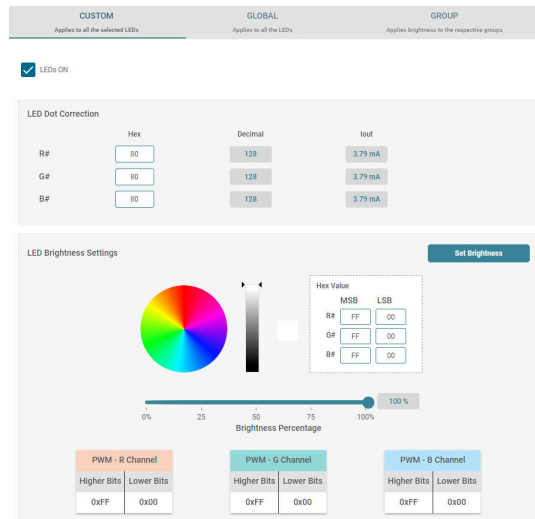 CUSTOM GLOBAL GROUP
Applies to all the selected LEDs Applies to all the LEDs Applies brightness to the respective groups
LEDs ON
LED Dot Correction
Hex Decimal Iout
R# 80 128 3.79 mA
G# 80 128 3.79 mA
B# 80 128 3.79 mA
LED Brightness Settings Set Brightness
Hex Value
MSB LSB
R# FF 00
G# FF 00
B# FF 00
100 %
0% 25 50 75 100%
Brightness Percentage
PWM - R Channel PWM - G Channel PWM - B Channel
Higher Bits Lower Bits Higher Bits Lower Bits Higher Bits Lower Bits
0xFF 0x00 0xFF 0x00 0xFF 0x00